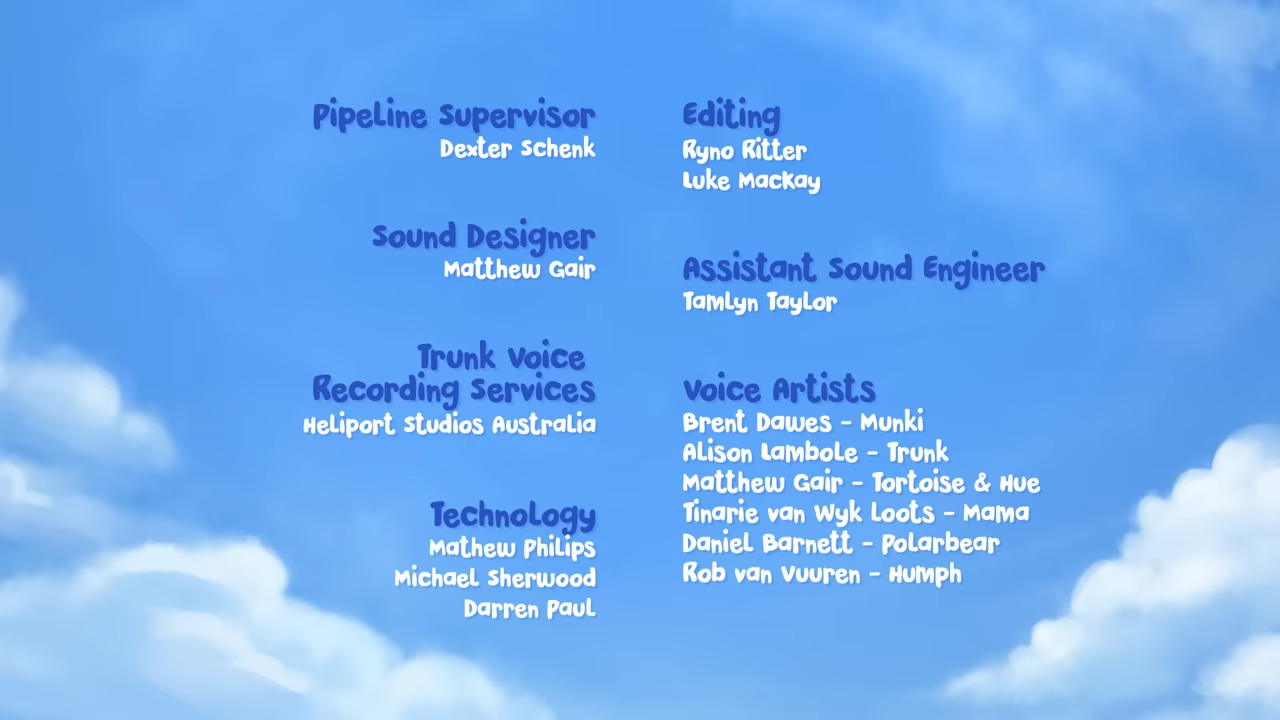 Pipeline Supervisor
Dexter Schenk
Sound Designer
Matthew Gair
Trunk Voice
Recording Services
Heliport Studios Australia
Technology
Mathew Philips
Michael Sherwood
Darren Paul
Editing
Ryno Ritter
Luke MacKay
Assistant Sound Engineer
Tamlyn Taylor
Voice Artists
Brent Dawes - Munki
Alison Lambole - Trunk
Matthew Gair - Tortoise & Hue
Tinarie van Wyk Loots - Mama
Daniel Barnett - Polarbear
Rob van Vuuren - Humph